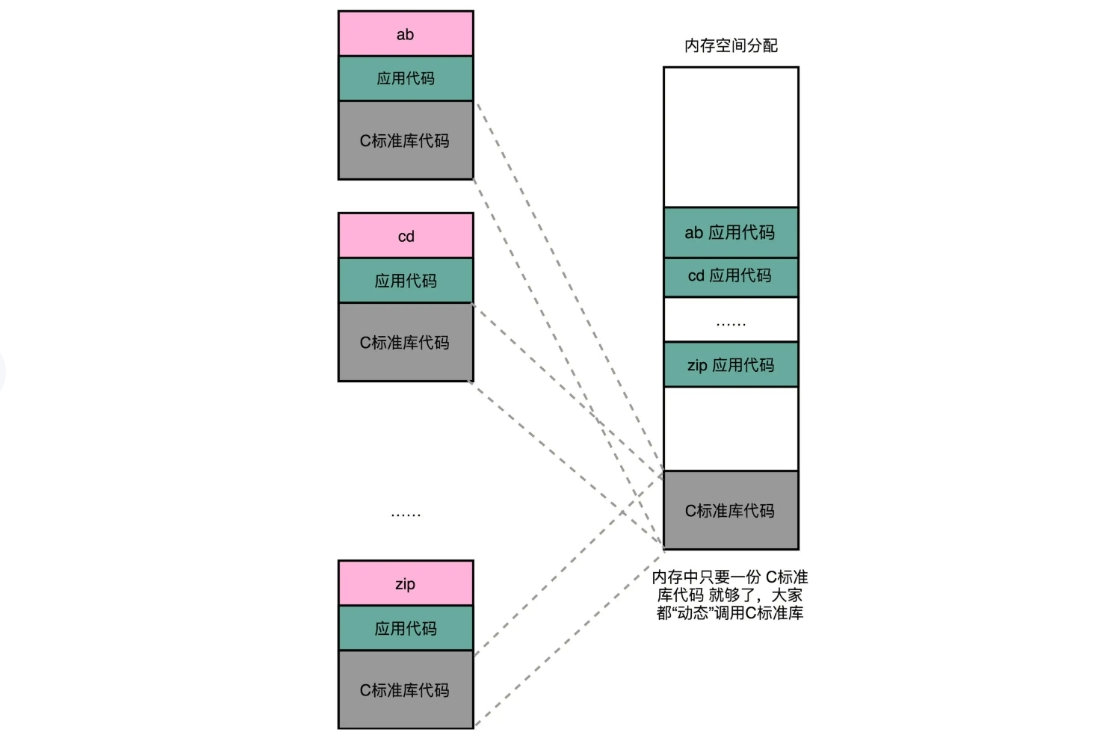 ab
应用代码
C标准库代码
cd
应用代码
C标准库代码
……
zip
应用代码
C标准库代码
内存空间分配
ab 应用代码
cd 应用代码
……
zip 应用代码
C标准库代码
内存中只要一份 C标准
库代码 就够了，大家
都“动态”调用C标准库